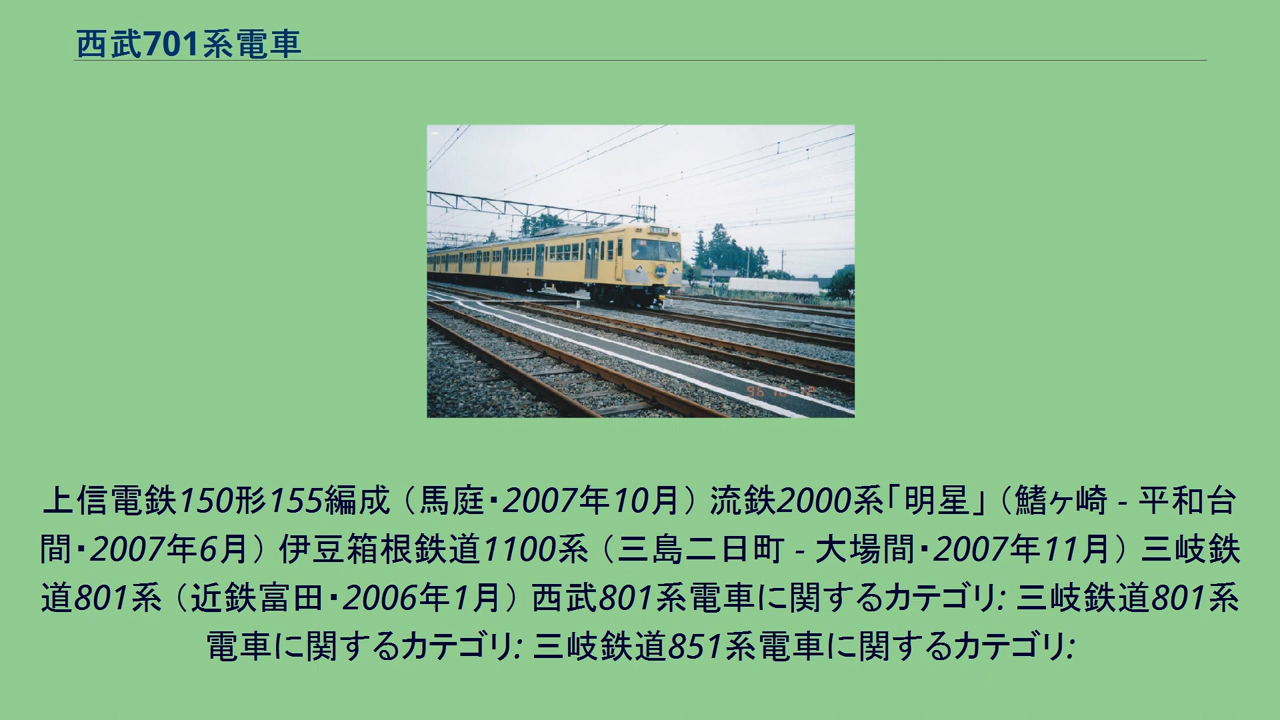 西武701系電車
96 10 12
上信電鉄150形155編成（馬庭・2007年10月） 流鉄2000系「明星」（鰭ヶ崎 - 平和台
間・2007年6月） 伊豆箱根鉄道1100系（三島二日町 - 大場間・2007年11月） 三岐鉄
道801系（近鉄富田・2006年1月） 西武801系電車に関するカテゴリ: 三岐鉄道801系
電車に関するカテゴリ: 三岐鉄道851系電車に関するカテゴリ: